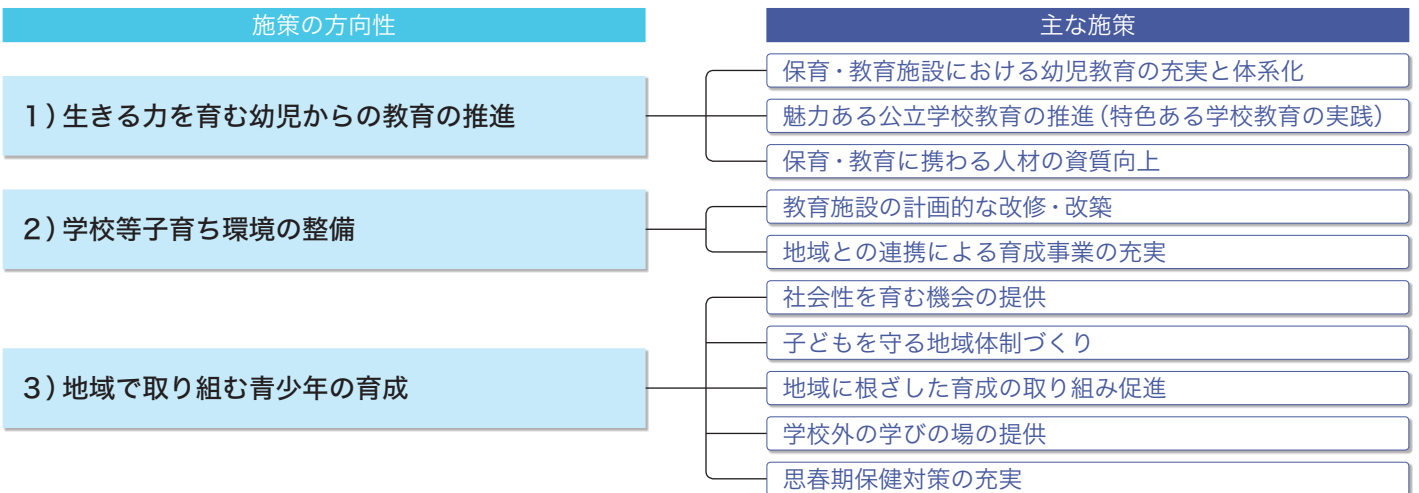 施策の方向性
主な施策
1）生きる力を育む幼児からの教育の推進
保育・教育施設における幼児教育の充実と体系化
魅力ある公立学校教育の推進（特色ある学校教育の実践）
保育・教育に携わる人材の資質向上
2）学校等子育ち環境の整備
教育施設の計画的な改修・改築
地域との連携による育成事業の充実
3）地域で取り組む青少年の育成
社会性を育む機会の提供
子どもを守る地域体制づくり
地域に根ざした育成の取り組み促進
学校外の学びの場の提供
思春期保健対策の充実